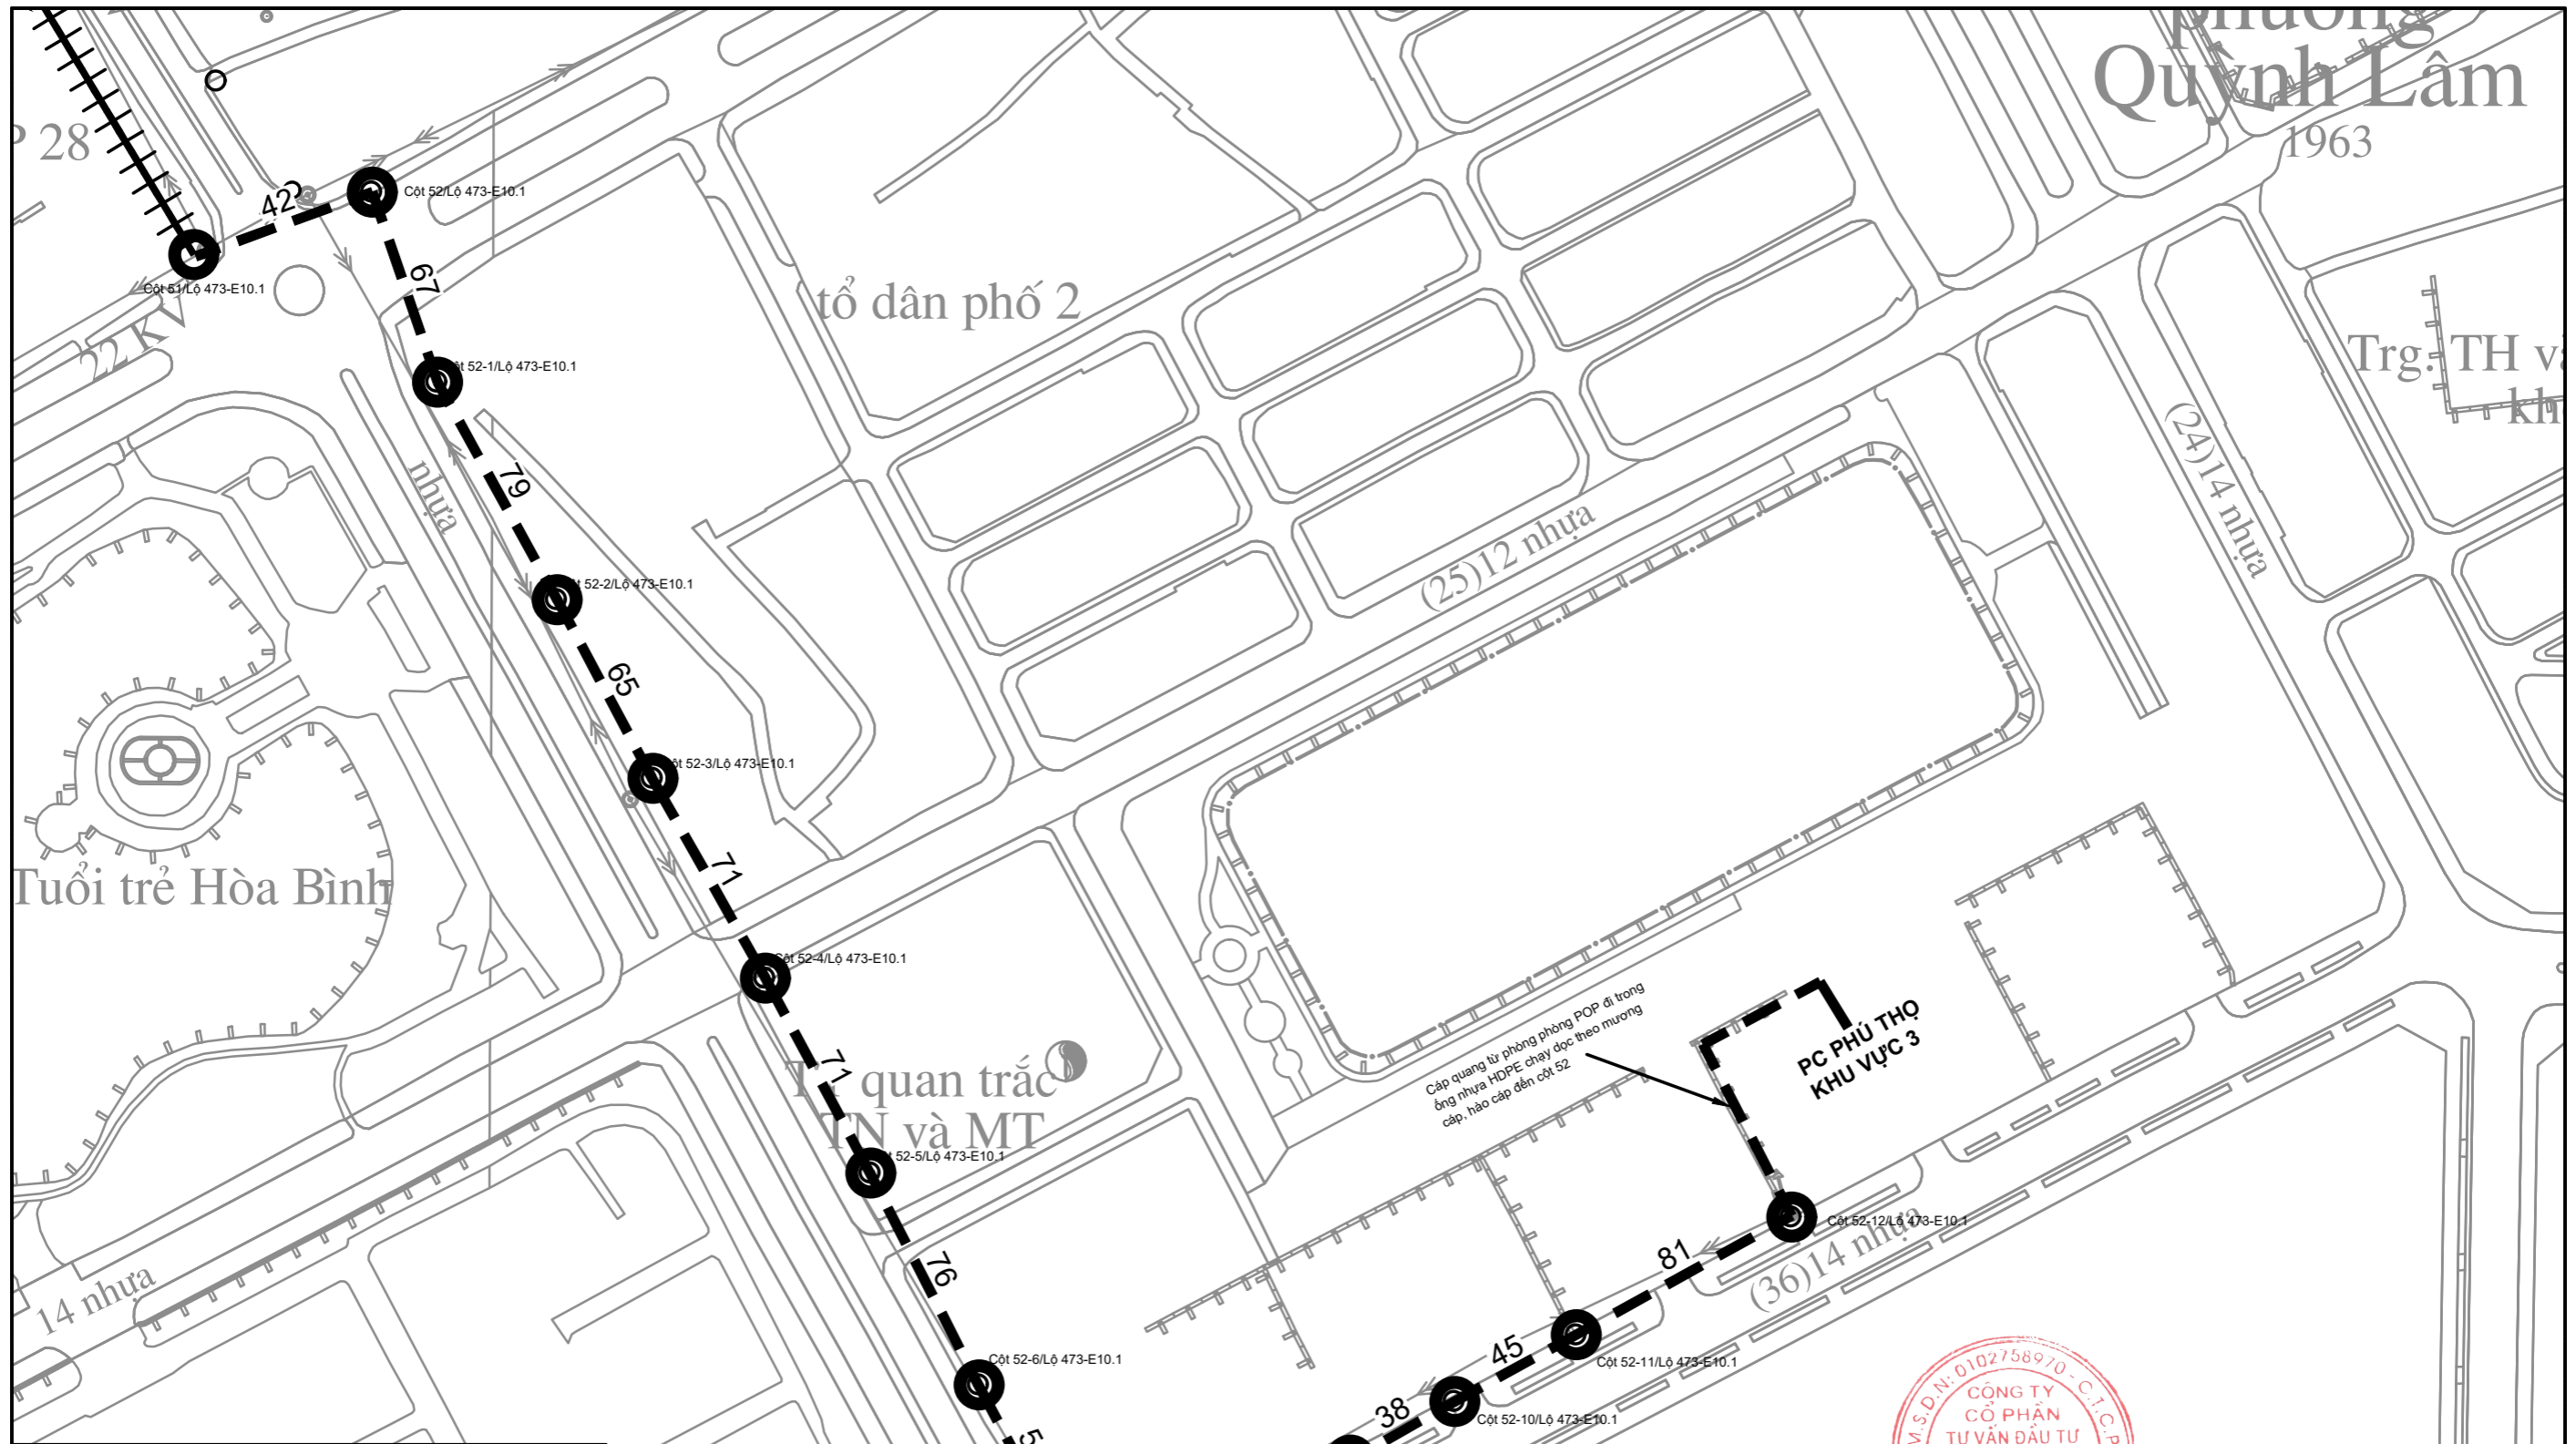 phường
Quỳnh Lâm
1963
P 28
42
Cột 52/Lộ 473-E10.1
Cột 51/Lộ 473-E10.1
22 KV
67
tổ dân phố 2
Cột 52-1/Lộ 473-E10.1
Trg. TH và
kh
nhựa
79
(24)14 nhựa
(25)12 nhựa
Cột 52-2/Lộ 473-E10.1
65
Cột 52-3/Lộ 473-E10.1
71
Tuổi trẻ Hòa Bình
Cột 52-4/Lộ 473-E10.1
71
quan trắc
TN và MT
Cột 52-5/Lộ 473-E10.1
Cáp quang từ phòng phòng POP đi trong
ống nhựa HDPE chạy dọc theo mương
cáp, hào cáp đến cột 52
PC PHÚ THỌ
KHU VỰC 3
Cột 52-12/Lộ 473-E10.1
76
81
(36)14 nhựa
14 nhựa
Cột 52-6/Lộ 473-E10.1
45
Cột 52-11/Lộ 473-E10.1
38
Cột 52-10/Lộ 473-E10.1
5
M.S.D.N: 0102758970 - C.T.C.P
CÔNG TY
CỔ PHẦN
TƯ VẤN ĐẦU TƯ